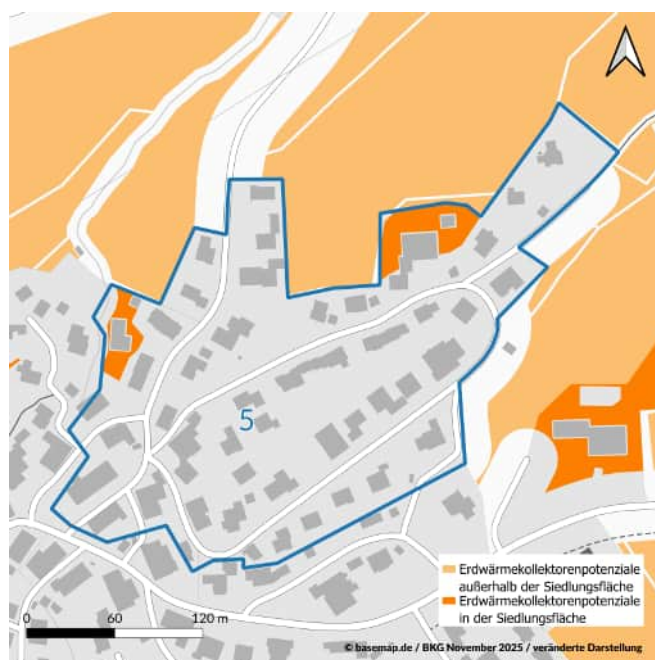 5
Erdwärmekollektorenpotenziale
außerhalb der Siedlungsfläche
Erdwärmekollektorenpotenziale
in der Siedlungsfläche
0 60 120 m
© basemap.de / BKG November 2025 / veränderte Darstellung